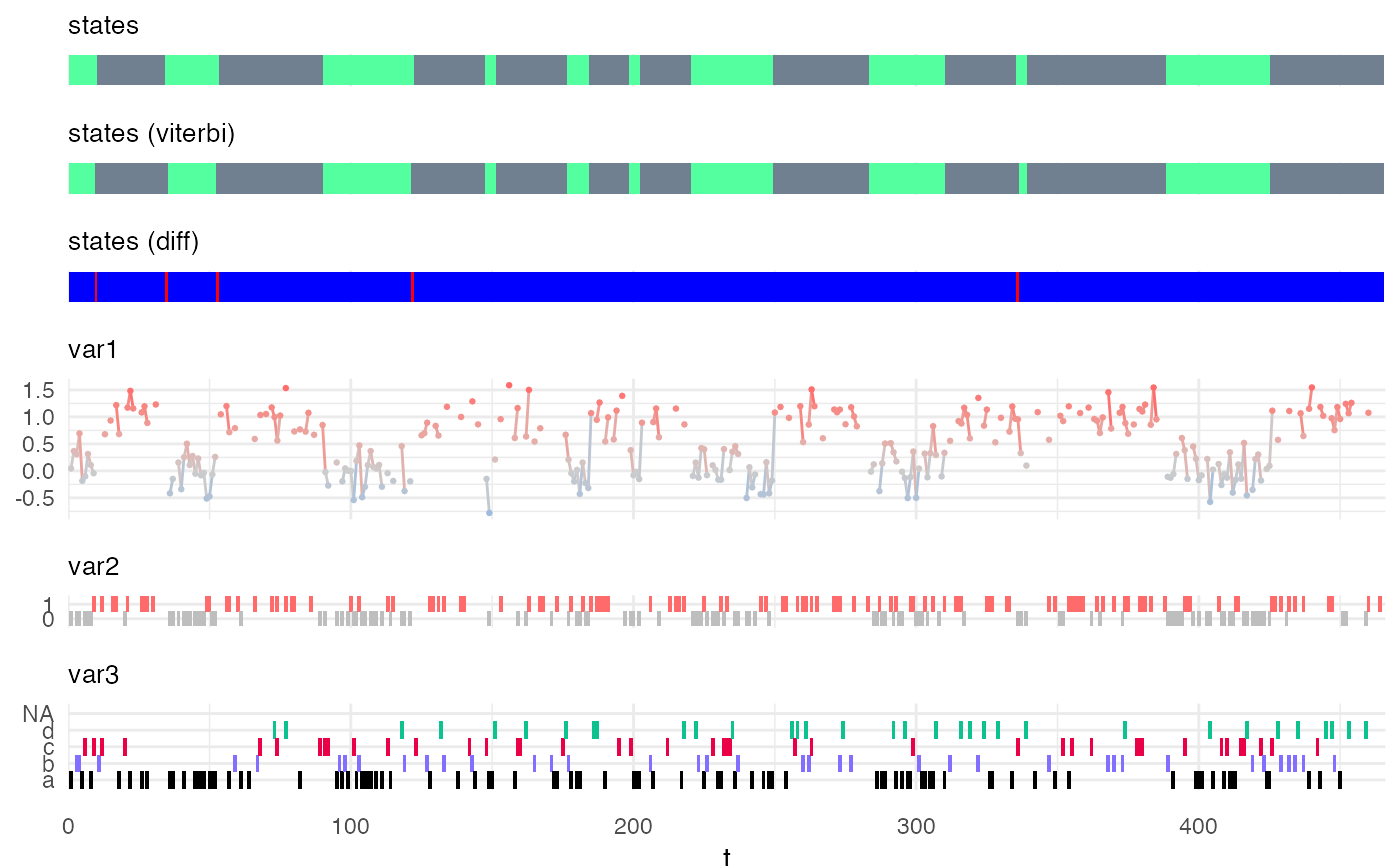 states
states (viterbi)
states (diff)
var1
1.5
1.0
0.5
0.0
-0.5
var2
1
0
var3
NA
d
c
b
a
0 100 200 300 400
t